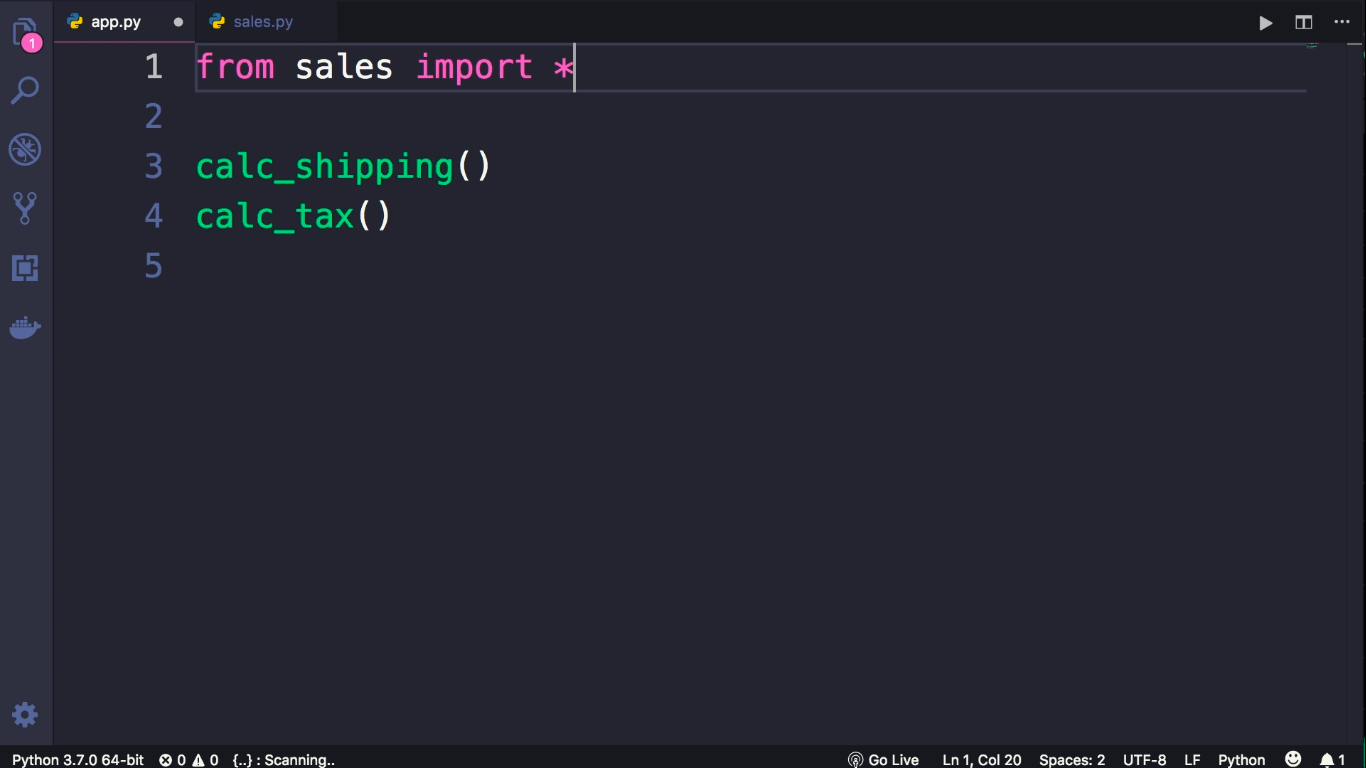 app.py
sales.py
1
1 from sales import *
2
3 calc_shipping()
4 calc_tax()
5
Python 3.7.0 64-bit 0 0 {..} : Scanning.. Go Live Ln 1, Col 20 Spaces: 2 UTF-8 LF Python 1